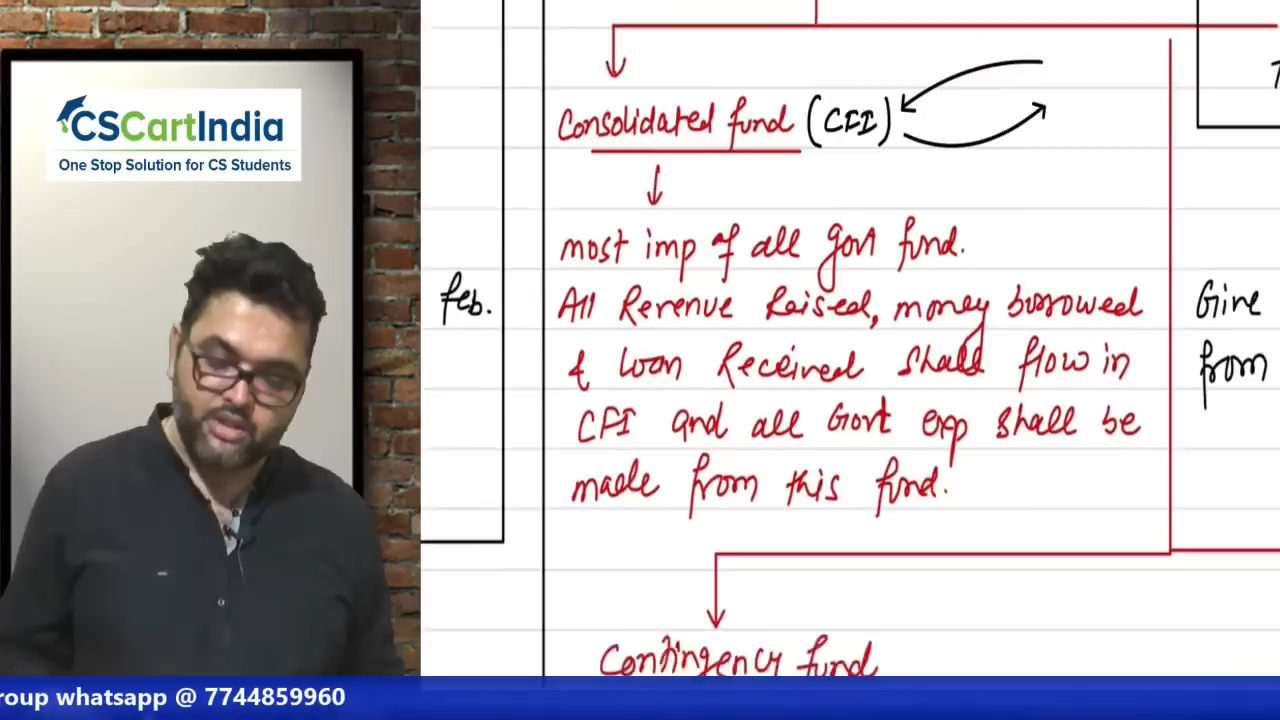 CSCartIndia
One Stop Solution for CS Students
Consolidated fund (CFI)
most imp of all govt fund.
feb.
All Revenue Raised, money borrowed
& loan Received shall flow in
CFI and all Govt exp shall be
made from this fund.
Give
from
Contingency fund
roup whatsapp @ 7744859960